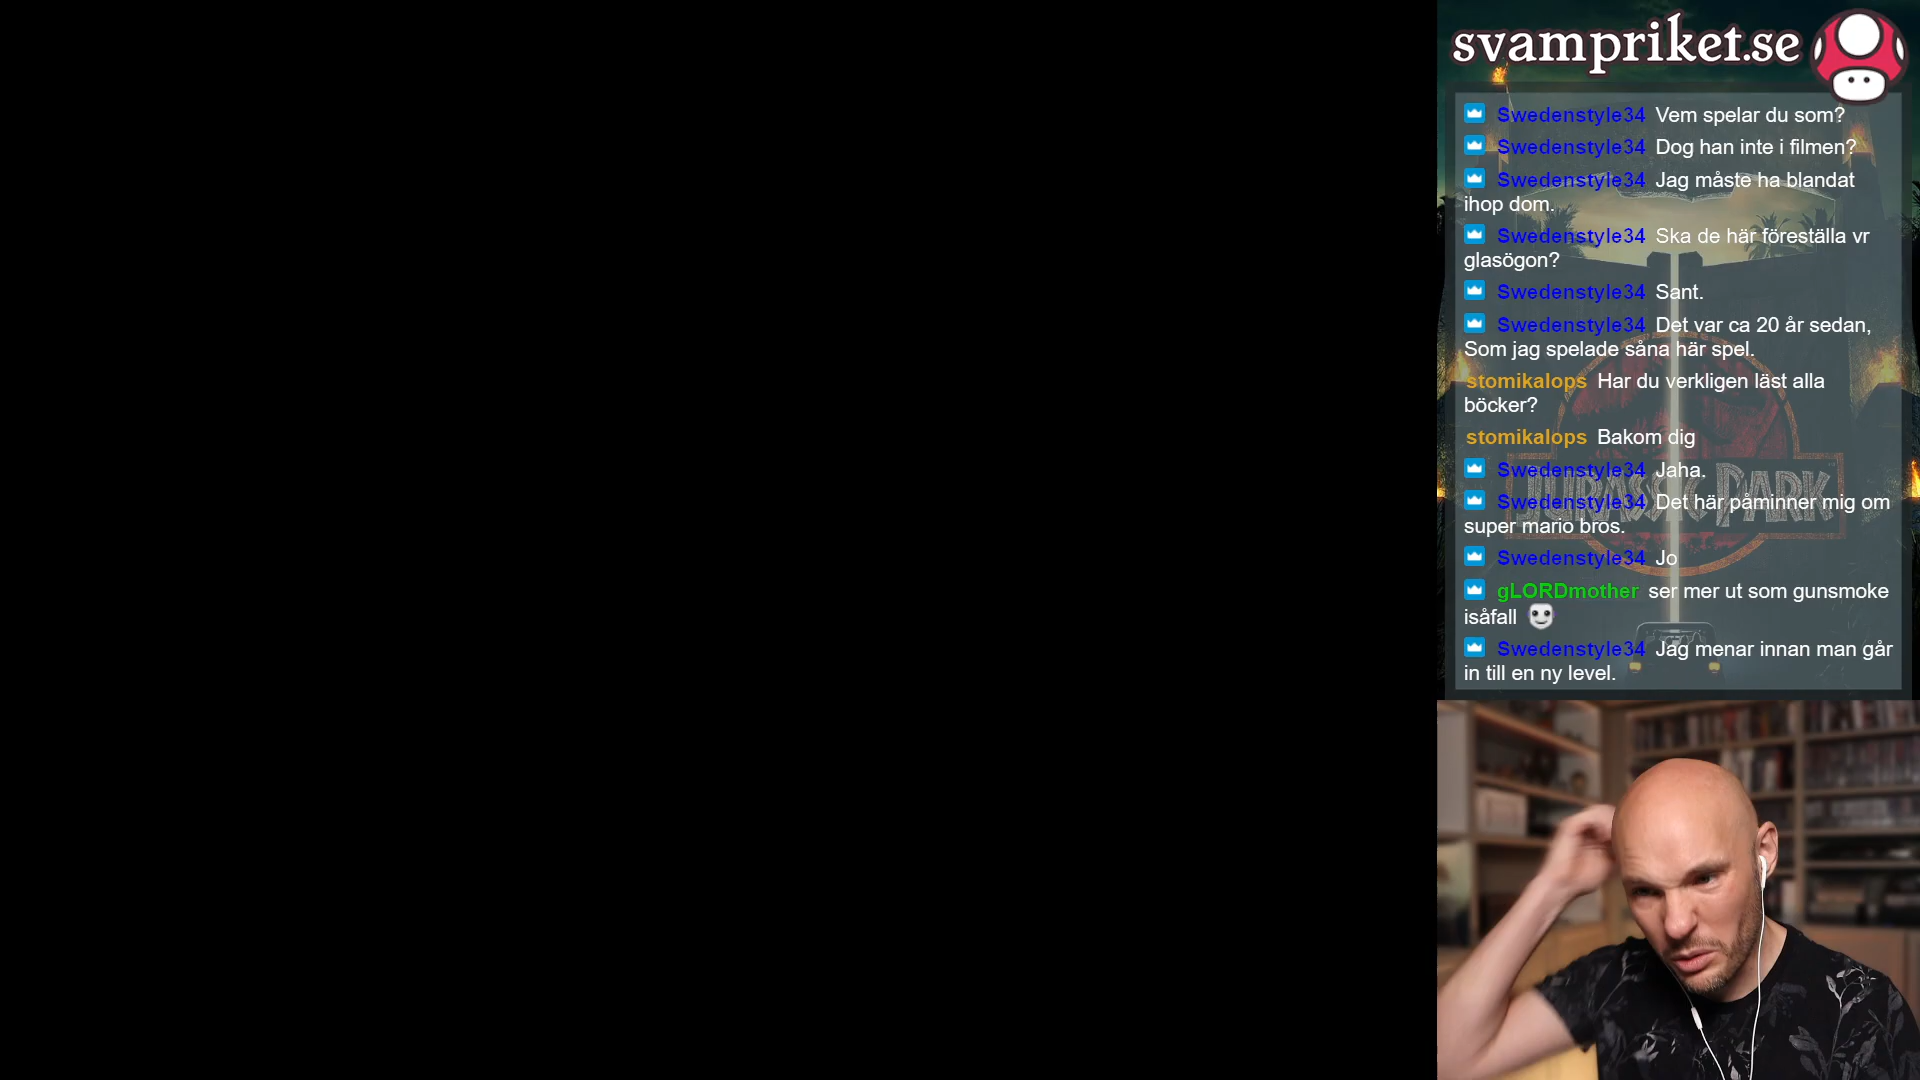 svampriket.se
Swedenstyle34 Vem spelar du som?
Swedenstyle34 Dog han inte i filmen?
Swedenstyle34 Jag måste ha blandat
ihop dom.
Swedenstyle34 Ska de här föreställa vr
glasögon?
Swedenstyle34 Sant.
Swedenstyle34 Det var ca 20 år sedan,
Som jag spelade såna här spel.
stomikalops Har du verkligen läst alla
böcker?
stomikalops Bakom dig
Swedenstyle34 Jaha.
Swedenstyle34 Det här påminner mig om
super mario bros.
Swedenstyle34 Jo
gLORDmother ser mer ut som gunsmoke
isåfall
Swedenstyle34 Jag menar innan man går
in till en ny level.
JURASSIC PARK